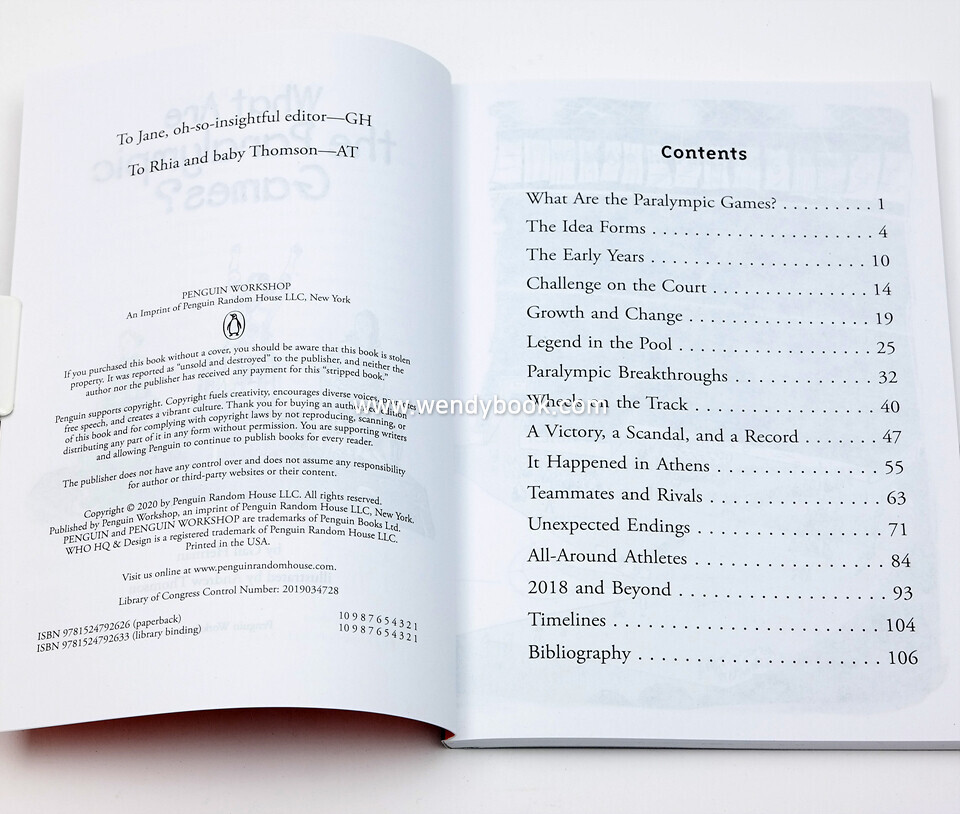 To Jane, oh-so-insightful editor—GH
To Rhia and baby Thomson—AT
PENGUIN WORKSHOP
An Imprint of Penguin Random House LLC, New York
If you purchased this book without a cover, you should be aware that this book is stolen
property. It was reported as “unsold and destroyed” to the publisher, and neither the
author nor the publisher has received any payment for this “stripped book.”
Penguin supports copyright. Copyright fuels creativity, encourages diverse voices, promotes
free speech, and creates a vibrant culture. Thank you for buying an authorized edition
of this book and for complying with copyright laws by not reproducing, scanning, or
distributing any part of it in any form without permission. You are supporting writers
and allowing Penguin to continue to publish books for every reader.
The publisher does not have any control over and does not assume any responsibility
for author or third-party websites or their content.
Copyright © 2020 by Penguin Random House LLC. All rights reserved.
Published by Penguin Workshop, an imprint of Penguin Random House LLC, New York.
PENGUIN and PENGUIN WORKSHOP are trademarks of Penguin Books Ltd.
WHO HQ & Design is a registered trademark of Penguin Random House LLC.
Printed in the USA.
Visit us online at www.penguinrandomhouse.com.
Library of Congress Control Number: 2019034728
ISBN 9781524792626 (paperback) 10 9 8 7 6 5 4 3 2 1
ISBN 9781524792633 (library binding) 10 9 8 7 6 5 4 3 2 1
www.wendybook.com
Contents
What Are the Paralympic Games? . . . . . . . . . 1
The Idea Forms . . . . . . . . . . . . . . . . . . . . . . 4
The Early Years . . . . . . . . . . . . . . . . . . . . . 10
Challenge on the Court . . . . . . . . . . . . . . . 14
Growth and Change . . . . . . . . . . . . . . . . . 19
Legend in the Pool . . . . . . . . . . . . . . . . . . 25
Paralympic Breakthroughs . . . . . . . . . . . . . 32
Wheels on the Track . . . . . . . . . . . . . . . . . 40
A Victory, a Scandal, and a Record . . . . . . . 47
It Happened in Athens . . . . . . . . . . . . . . . 55
Teammates and Rivals . . . . . . . . . . . . . . . . 63
Unexpected Endings . . . . . . . . . . . . . . . . . 71
All-Around Athletes . . . . . . . . . . . . . . . . . . 84
2018 and Beyond . . . . . . . . . . . . . . . . . . . 93
Timelines . . . . . . . . . . . . . . . . . . . . . . . . . 104
Bibliography . . . . . . . . . . . . . . . . . . . . . . . 106